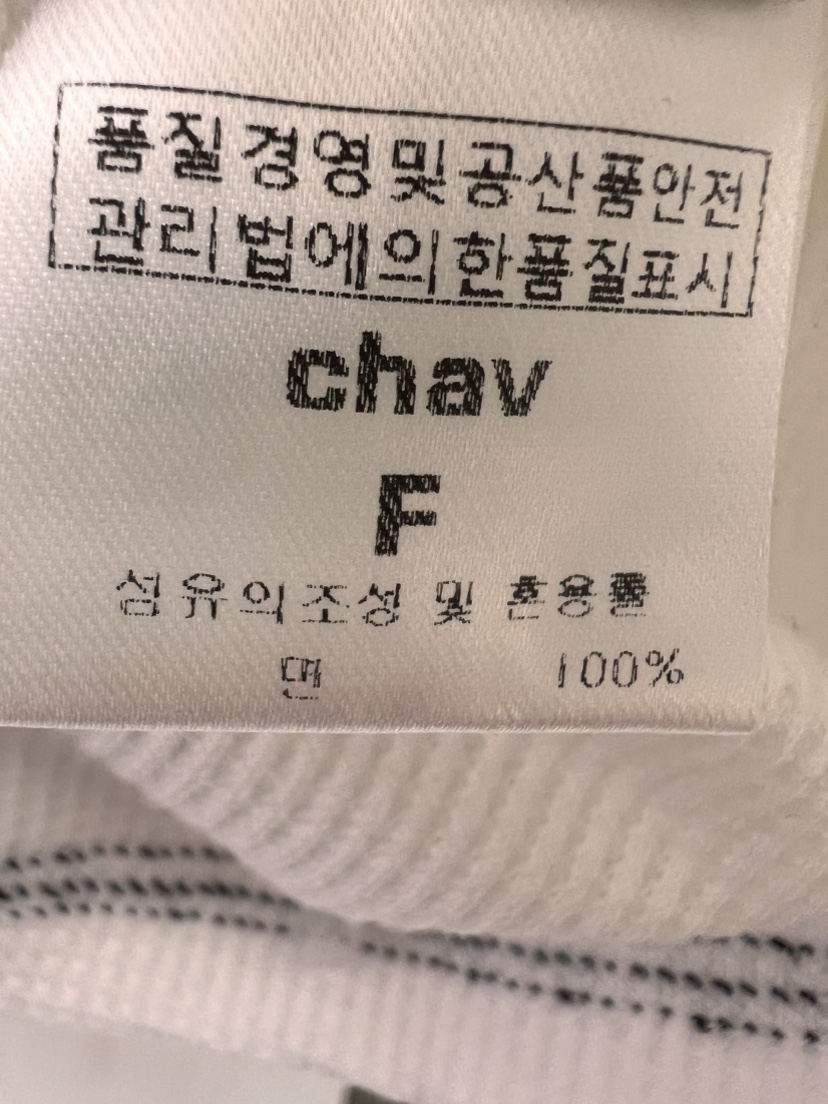 품질경영및공산품안전
관리법에의한품질표시
chav
F
섬유의조성 및 혼용률
면 100%